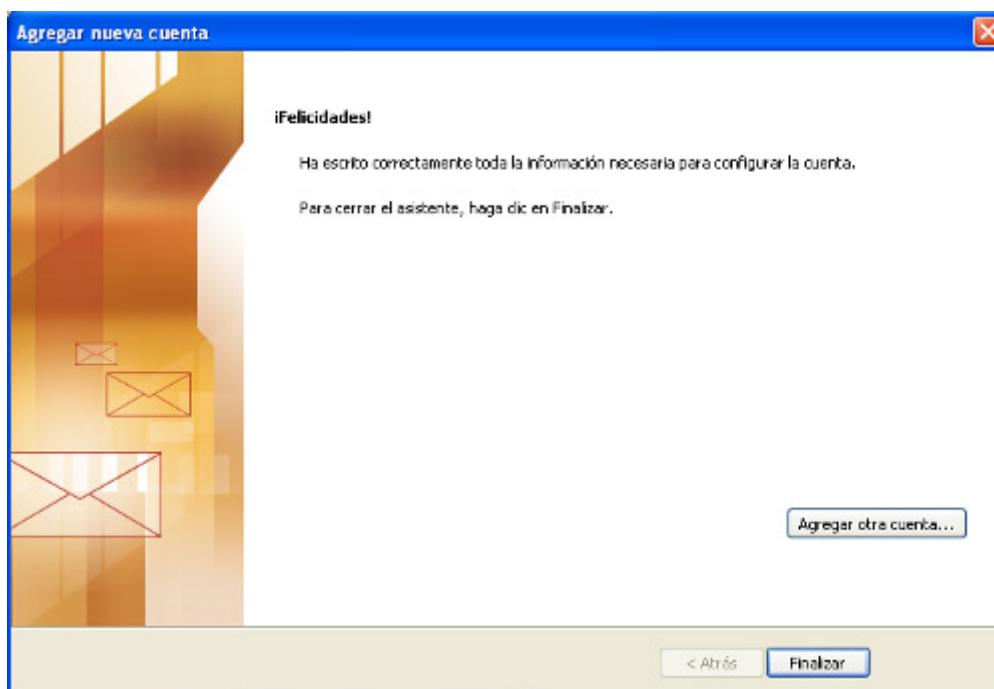 Agregar nueva cuenta
¡Felicidades!
Ha escrito correctamente toda la información necesaria para configurar la cuenta.
Para cerrar el asistente, haga clic en Finalizar.
Agregar otra cuenta...
< Atrás
Finalizar